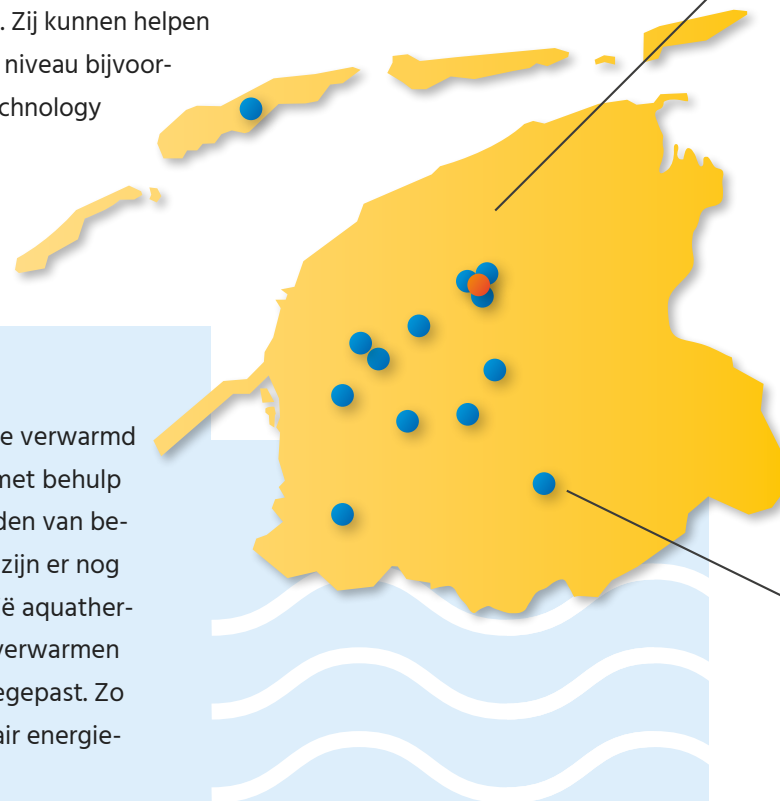 . Zij kunnen helpen
niveau bijvoor-
chnology
e verwarmd
met behulp
den van be-
zijn er nog
ë aquather-
verwarmen
egepast. Zo
air energie-